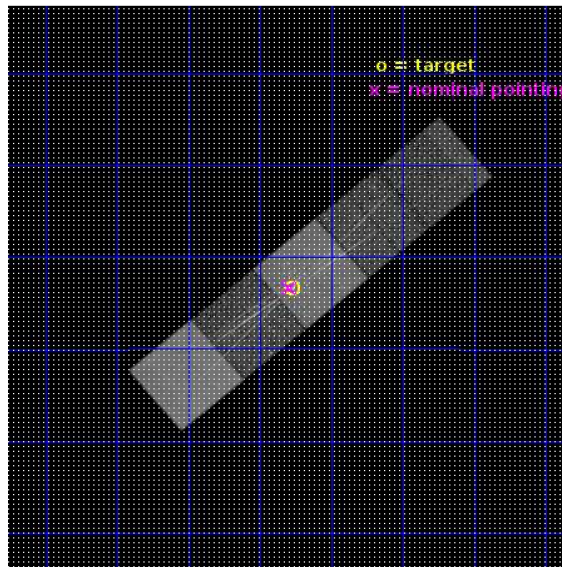 o = target
x = nominal pointing